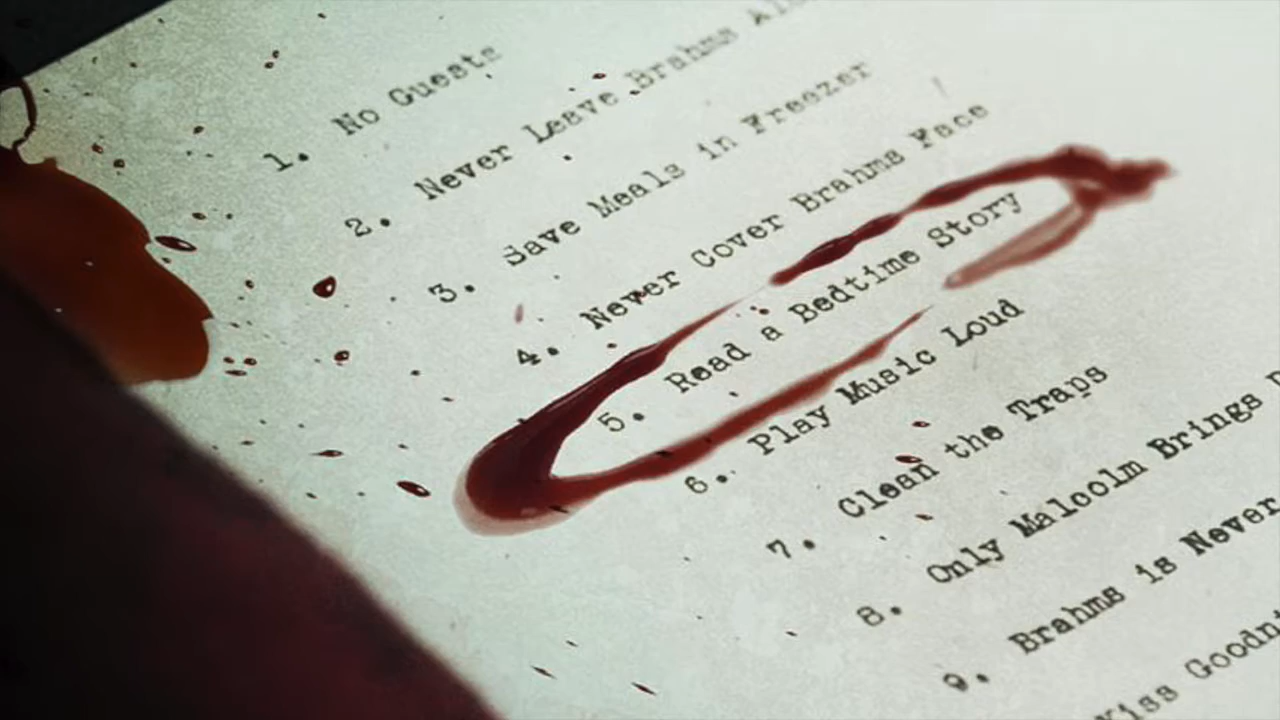 1. No Guests
2. Never Leave Brahms
3. Save Meals in Freezer
4. Never Cover Brahms Face
5. Read a Bedtime Story
6. Play Music Loud
7. Clean the Traps
8. Only Malcolm Brings
9. Brahms is Never
Kiss